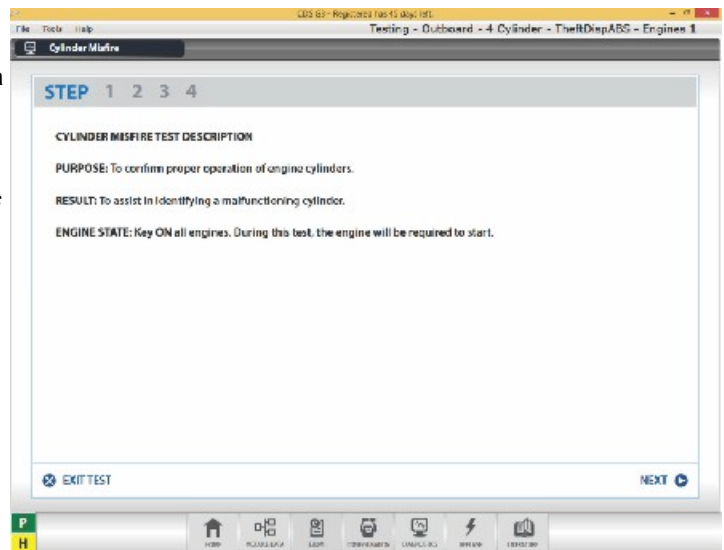 CDS G3 - Registered has 45 days left.
File Tools Help
Testing - Outboard - 4 Cylinder - TheftDispABS - Engines 1
Cylinder Misfire
STEP 1 2 3 4
CYLINDER MISFIRE TEST DESCRIPTION
PURPOSE: To confirm proper operation of engine cylinders.
RESULT: To assist in identifying a malfunctioning cylinder.
ENGINE STATE: Key ON all engines. During this test, the engine will be required to start.
EXIT TEST
NEXT
P
H
HOME